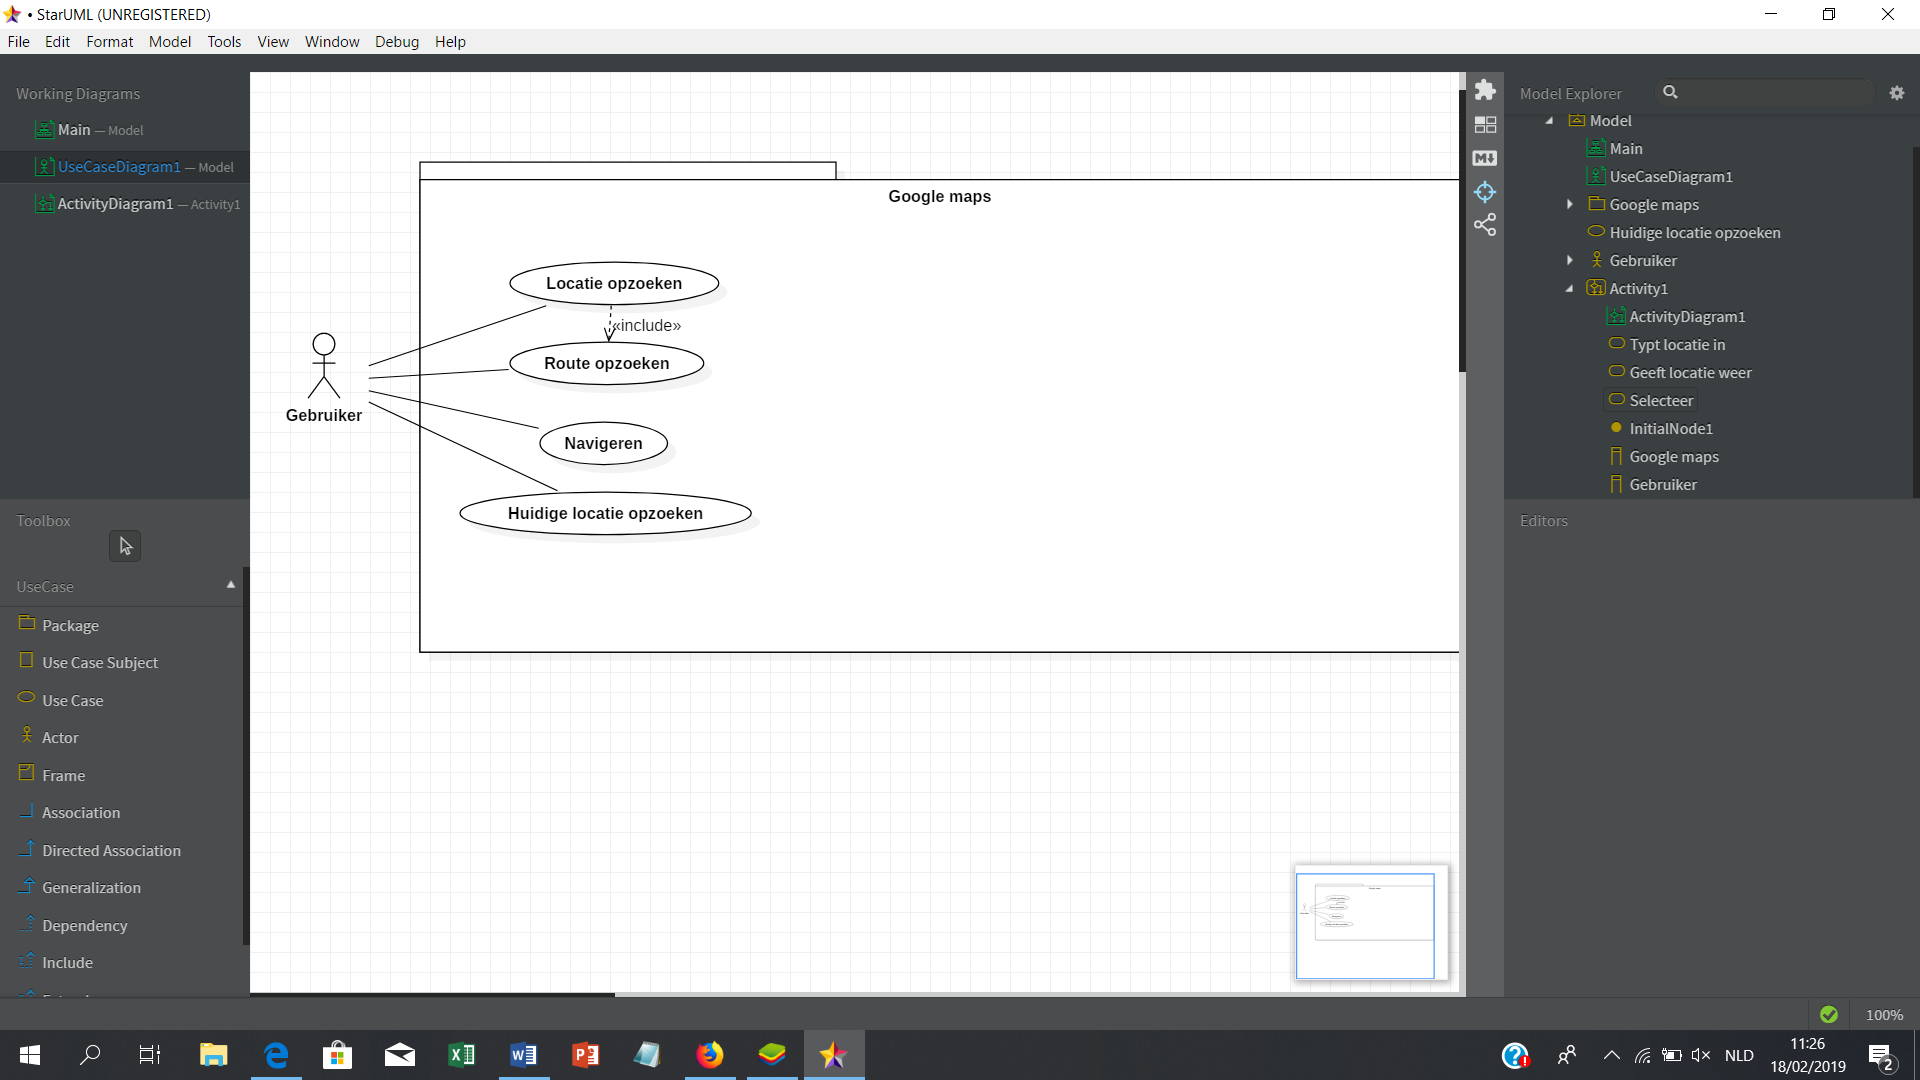 • StarUML (UNREGISTERED)
File Edit Format Model Tools View Window Debug Help
Working Diagrams
Main — Model
UseCaseDiagram1 — Model
ActivityDiagram1 — Activity1
Toolbox
UseCase
Package
Use Case Subject
Use Case
Actor
Frame
Association
Directed Association
Generalization
Dependency
Include
Google maps
Locatie opzoeken
«include»
Route opzoeken
Gebruiker
Navigeren
Huidige locatie opzoeken
M
Model Explorer
Model
Main
UseCaseDiagram1
Google maps
Huidige locatie opzoeken
Gebruiker
Activity1
ActivityDiagram1
Typt locatie in
Geeft locatie weer
Selecteer
InitialNode1
Google maps
Gebruiker
Editors
100%
NLD
11:26
18/02/2019
2